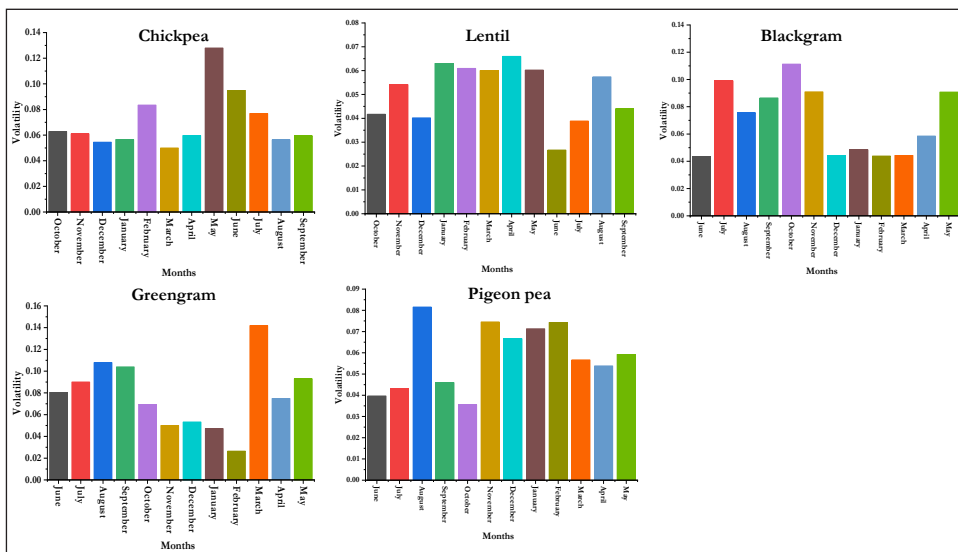 Chickpea
Volatility
0.14
0.12
0.10
0.08
0.06
0.04
0.02
0.00
October
November
December
January
February
March
April
May
June
July
August
September
Months
Lentil
Volatility
0.08
0.07
0.06
0.05
0.04
0.03
0.02
0.01
0.00
October
November
December
January
February
March
April
May
June
July
August
September
Months
Blackgram
Volatility
0.14
0.12
0.10
0.08
0.06
0.04
0.02
0.00
June
July
August
September
October
November
December
January
February
March
April
May
Months
Greengram
Volatility
0.16
0.14
0.12
0.10
0.08
0.06
0.04
0.02
0.00
June
July
August
September
October
November
December
January
February
March
April
May
Months
Pigeon pea
Volatility
0.09
0.08
0.07
0.06
0.05
0.04
0.03
0.02
0.01
0.00
June
July
August
September
October
November
December
January
February
March
April
May
Months